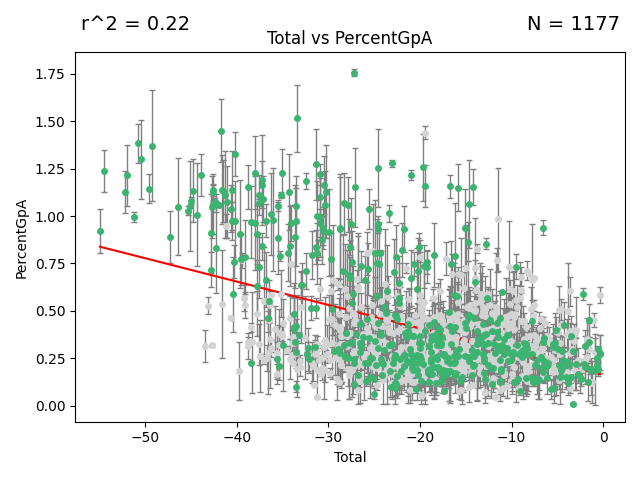 r^2 = 0.22
N = 1177
Total vs PercentGpA
PercentGpA
1.75
1.50
1.25
1.00
0.75
0.50
0.25
0.00
−50
−40
−30
−20
−10
0
Total